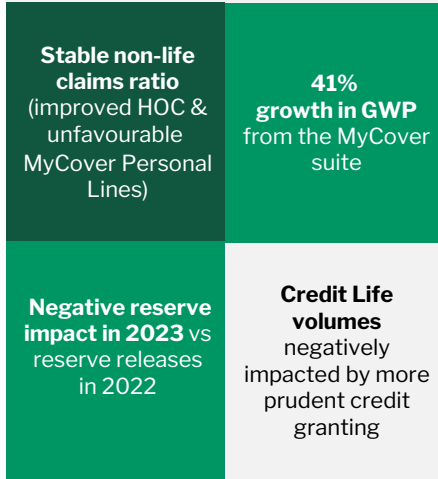 Stable non-life
claims ratio
(improved HOC &
unfavourable
MyCover Personal
Lines)
41%
growth in GWP
from the MyCover
suite
Negative reserve
impact in 2023 vs
reserve releases
in 2022
Credit Life
volumes
negatively
impacted by more
prudent credit
granting